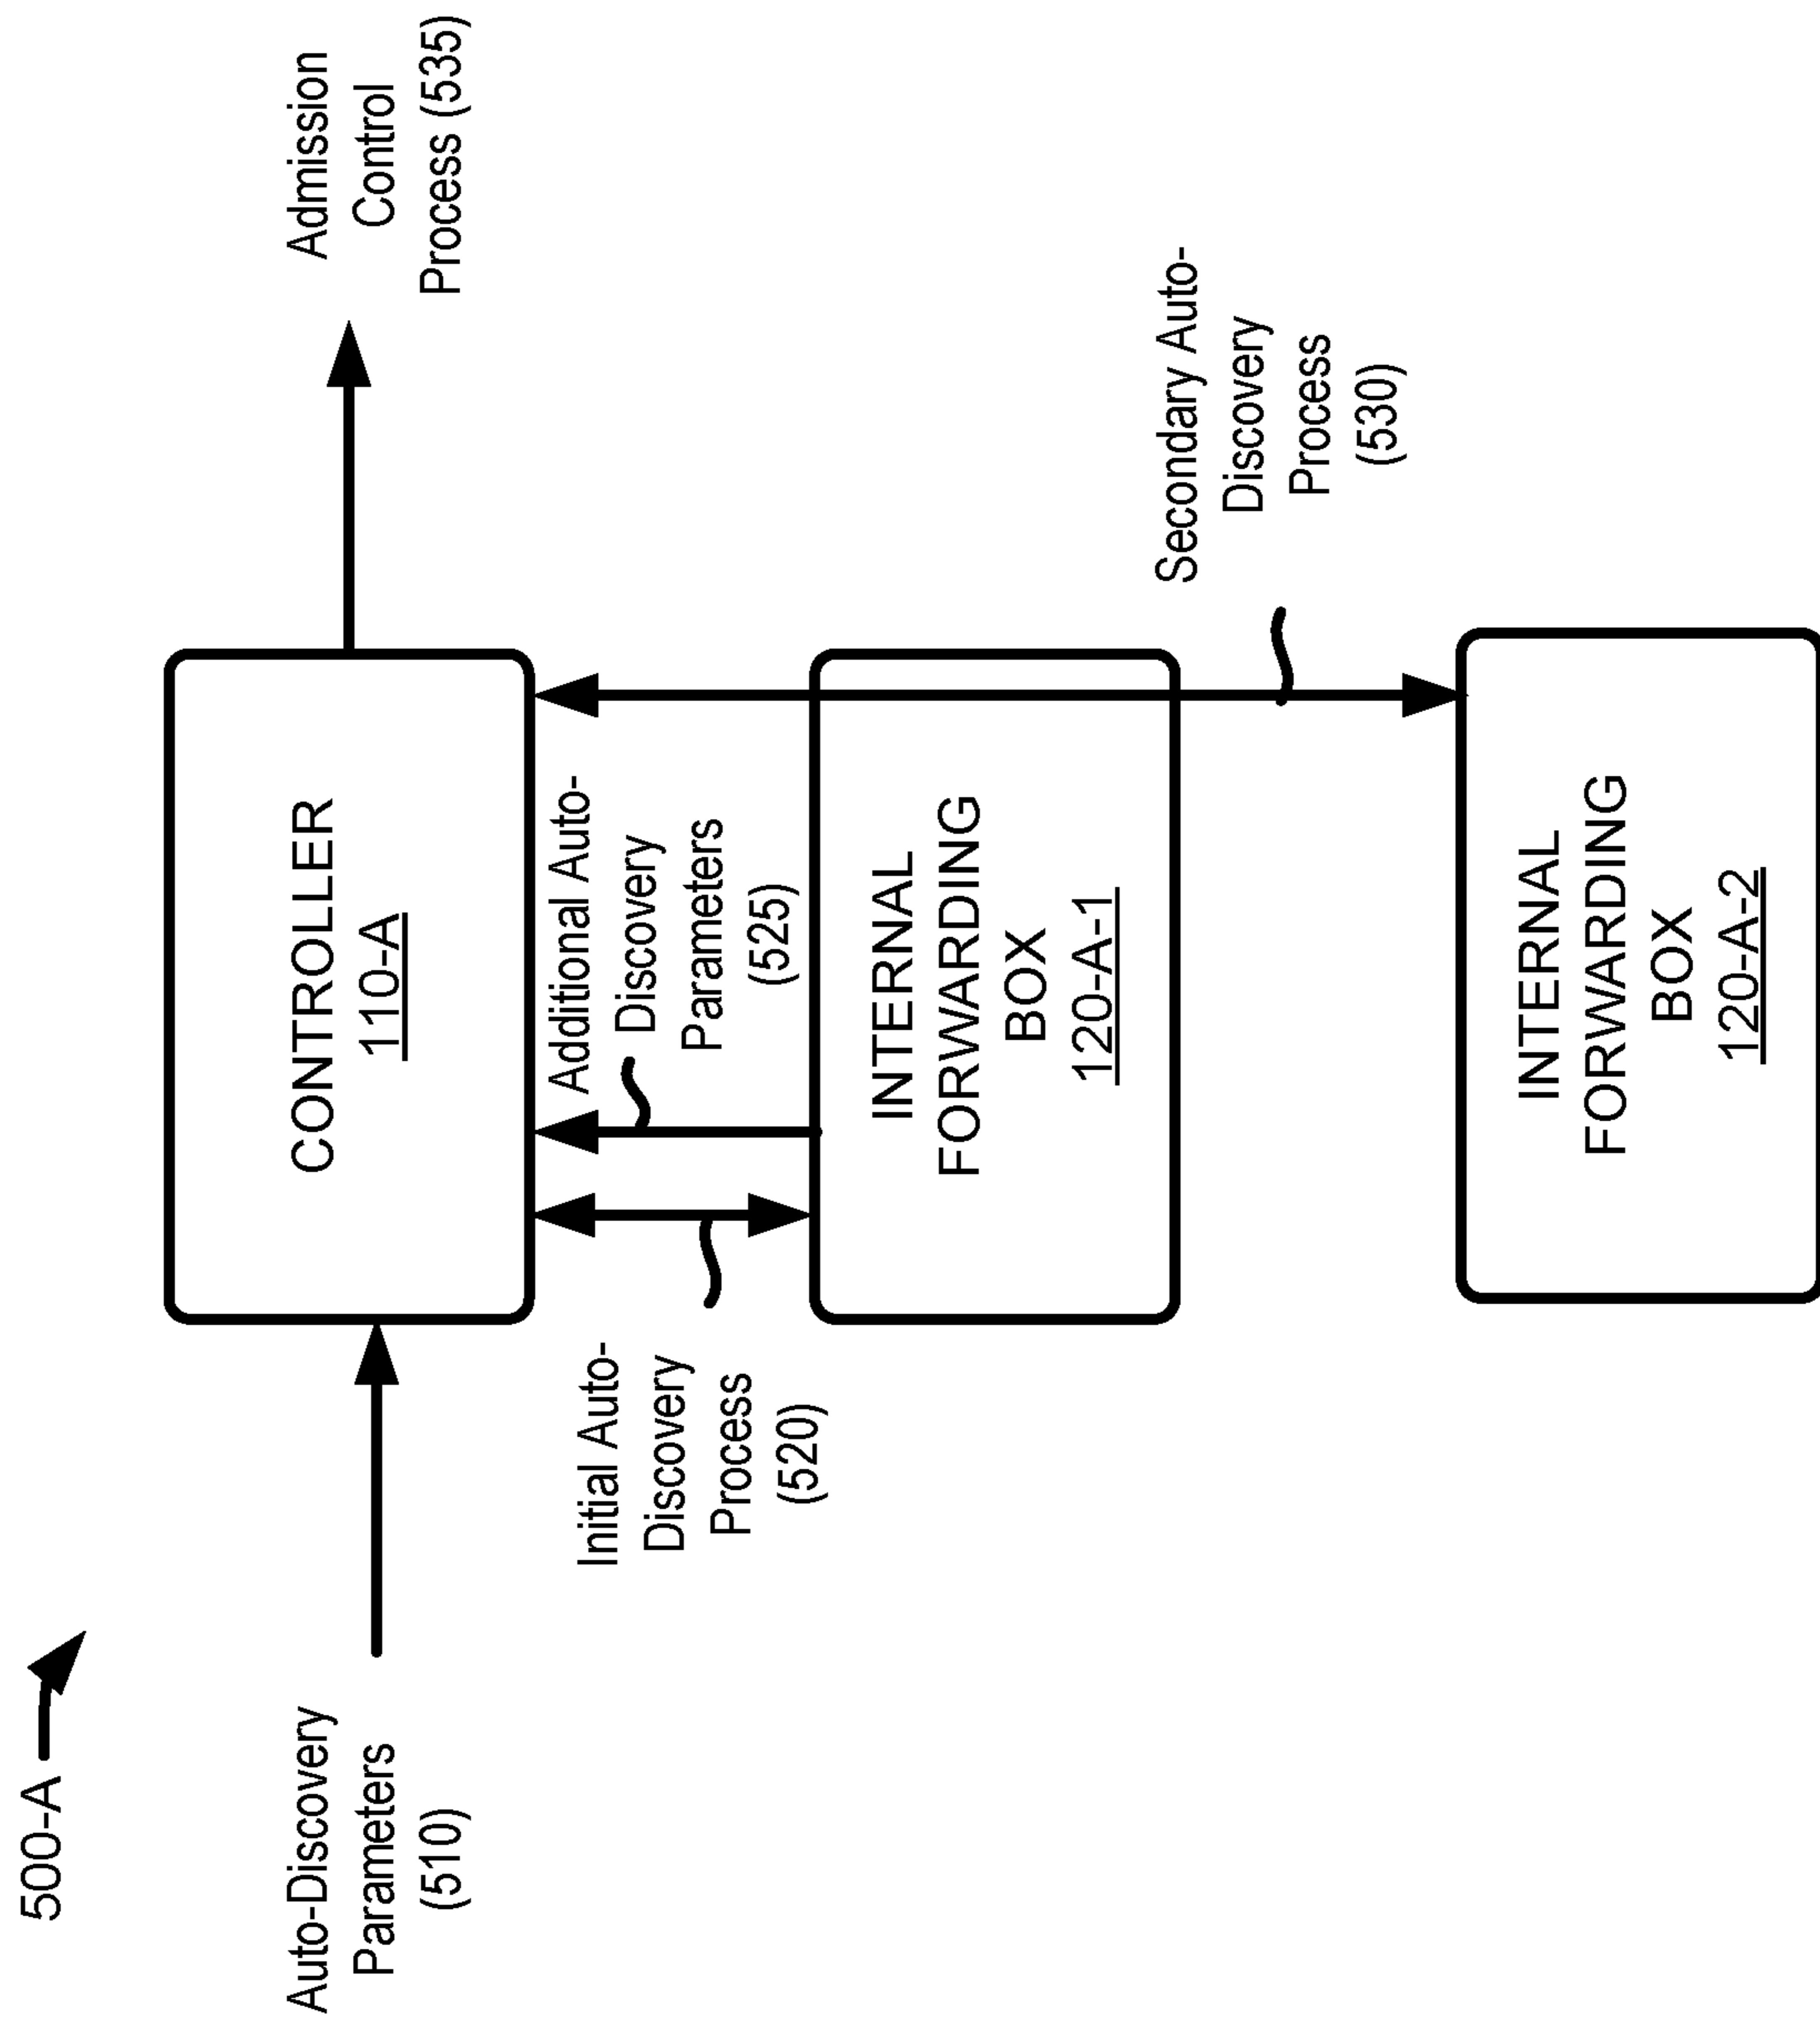 500-A
Auto-Discovery
Parameters
(510)
CONTROLLER
110-A
Admission
Control
Process (535)
Initial Auto-
Discovery
Process
(520)
Additional Auto-
Discovery
Parameters
(525)
INTERNAL
FORWARDING
BOX
120-A-1
Secondary Auto-
Discovery
Process
(530)
INTERNAL
FORWARDING
BOX
120-A-2